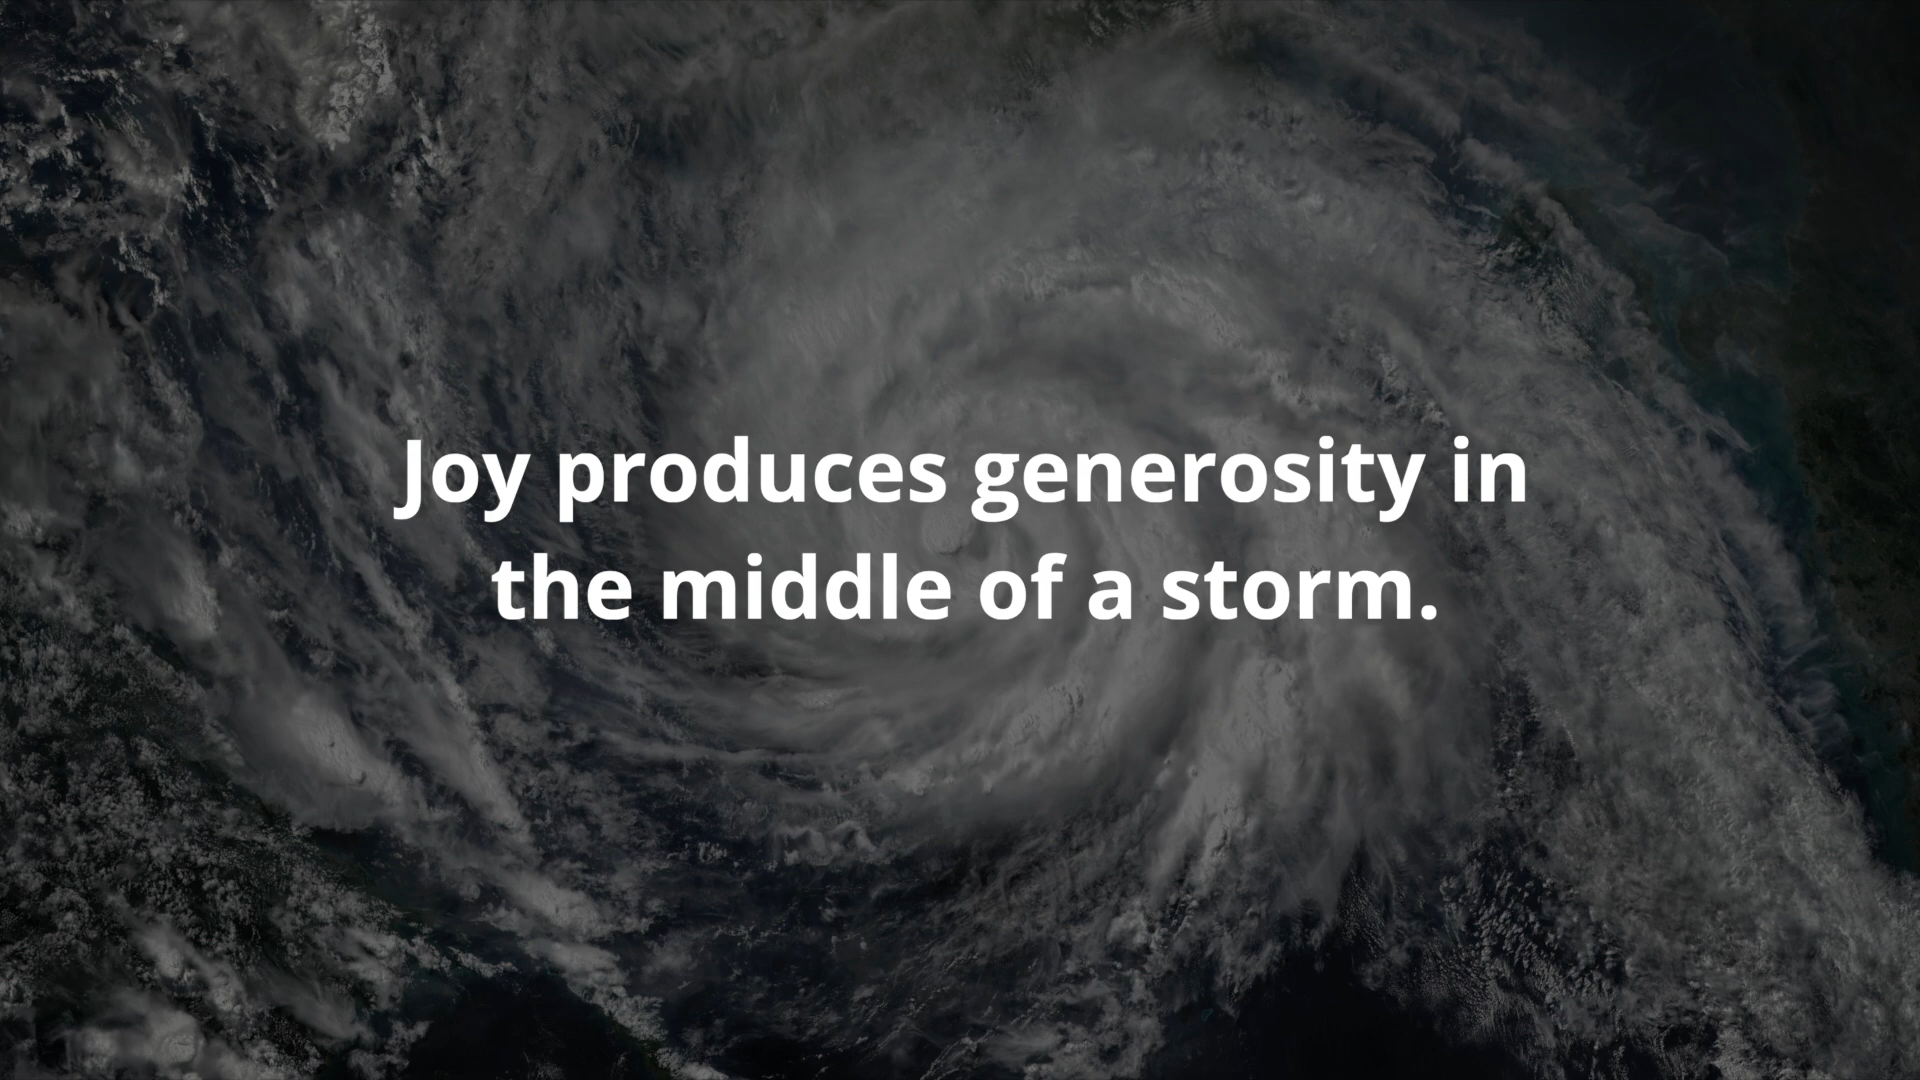 Joy produces generosity in
the middle of a storm.